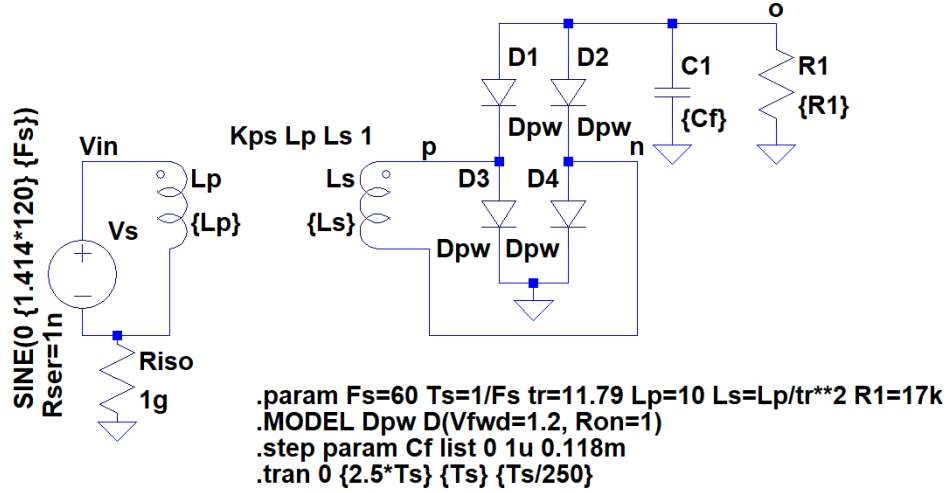 o
D1
D2
C1
R1
{Cf}
{R1}
Dpw
Dpw
Kps Lp Ls 1
p
n
Vin
Lp
Ls
D3
D4
{Lp}
{Ls}
Vs
Dpw
Dpw
SINE(0 {1.414*120} {Fs})
Rser=1n
Riso
1g
.param Fs=60 Ts=1/Fs tr=11.79 Lp=10 Ls=Lp/tr**2 R1=17k
.MODEL Dpw D(Vfwd=1.2, Ron=1)
.step param Cf list 0 1u 0.118m
.tran 0 {2.5*Ts} {Ts} {Ts/250}